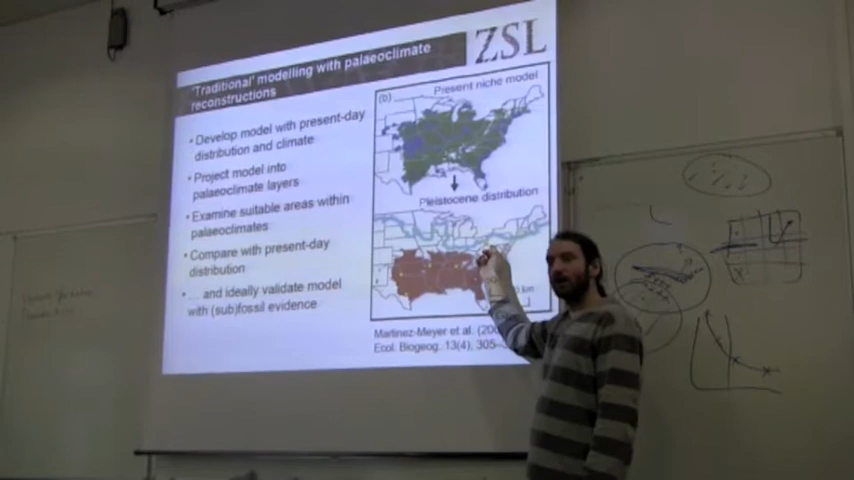 'Traditional' modelling with palaeoclimate
reconstructions
ZSL
• Develop model with present-day
distribution and climate
• Project model into
palaeoclimate layers
• Examine suitable areas within
palaeoclimates
• Compare with present-day
distribution
• ... and ideally validate model
with (sub)fossil evidence
(b)
Present niche model
Pleistocene distribution
km
Martinez-Meyer et al. (200
Ecol. Biogeog. 13(4), 305–